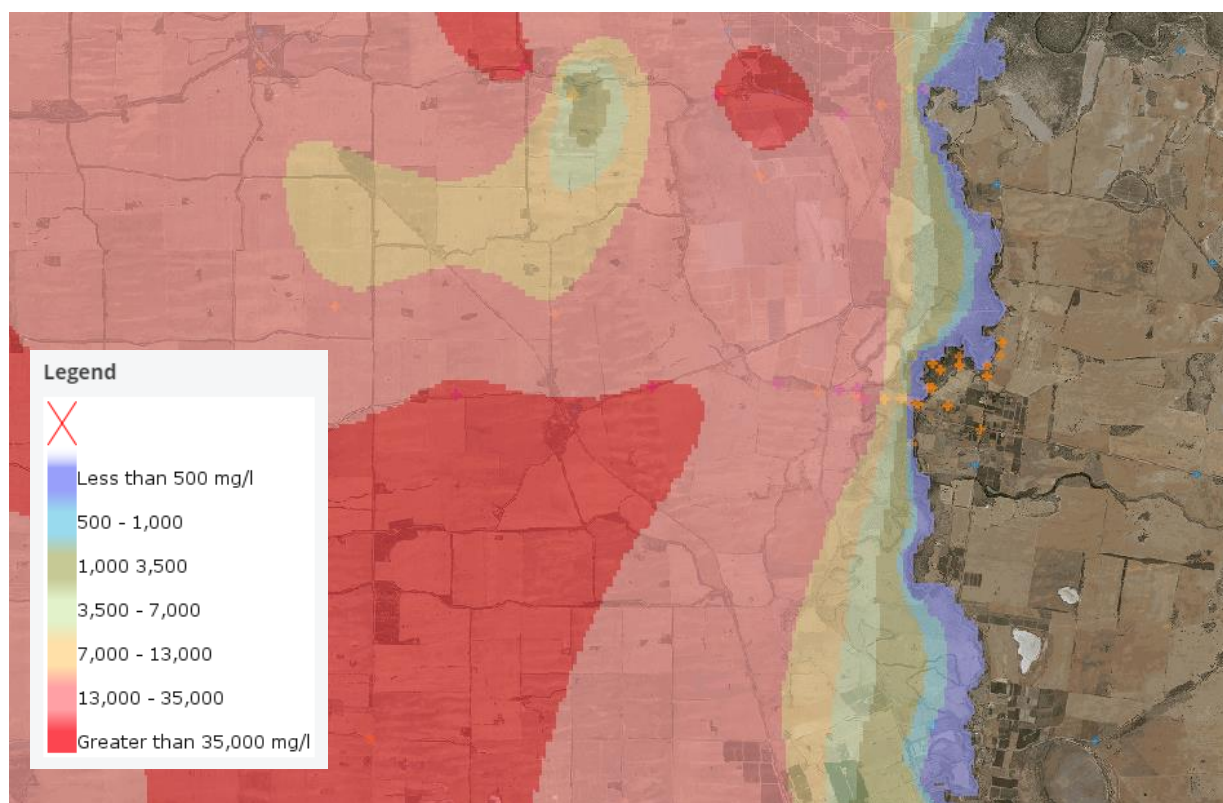 Legend
Less than 500 mg/l
500 - 1,000
1,000 3,500
3,500 - 7,000
7,000 - 13,000
13,000 - 35,000
Greater than 35,000 mg/l